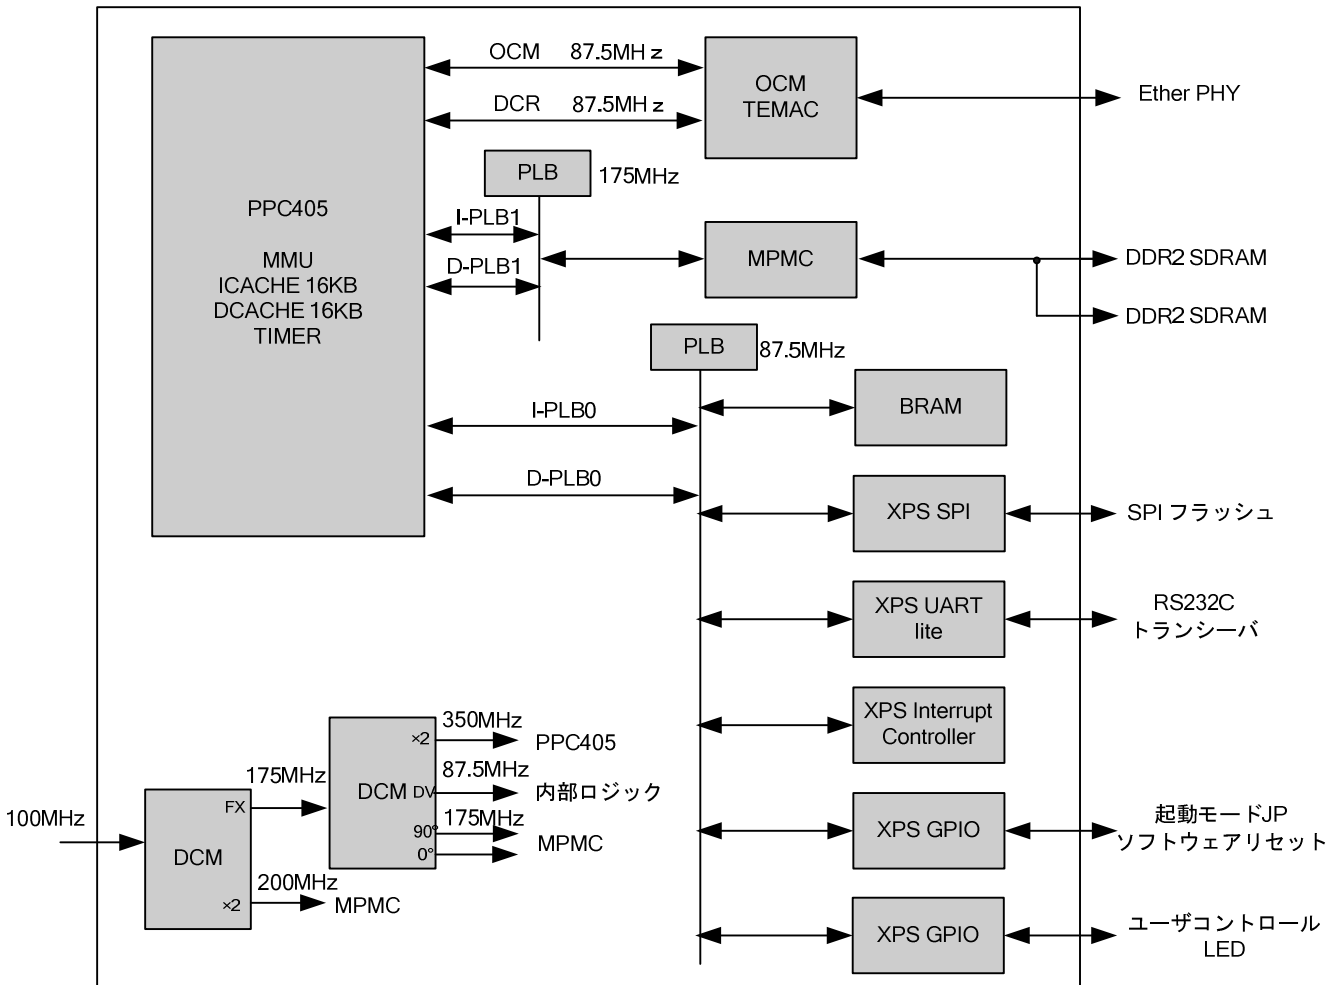 OCM 87.5MHz
DCR 87.5MHz
OCM
TEMAC
Ether PHY
PLB
175MHz
PPC405
MMU
ICACHE 16KB
DCACHE 16KB
TIMER
I-PLB1
D-PLB1
MPMC
DDR2 SDRAM
DDR2 SDRAM
PLB
87.5MHz
I-PLB0
D-PLB0
BRAM
XPS SPI
SPI フラッシュ
XPS UART
lite
RS232C
トランシーバ
XPS Interrupt
Controller
XPS GPIO
起動モードJP
ソフトウェアリセット
XPS GPIO
ユーザコントロール
LED
100MHz
DCM
FX
×2
175MHz
200MHz
MPMC
DCM
×2
DV
90°
0°
350MHz
PPC405
87.5MHz
内部ロジック
175MHz
MPMC